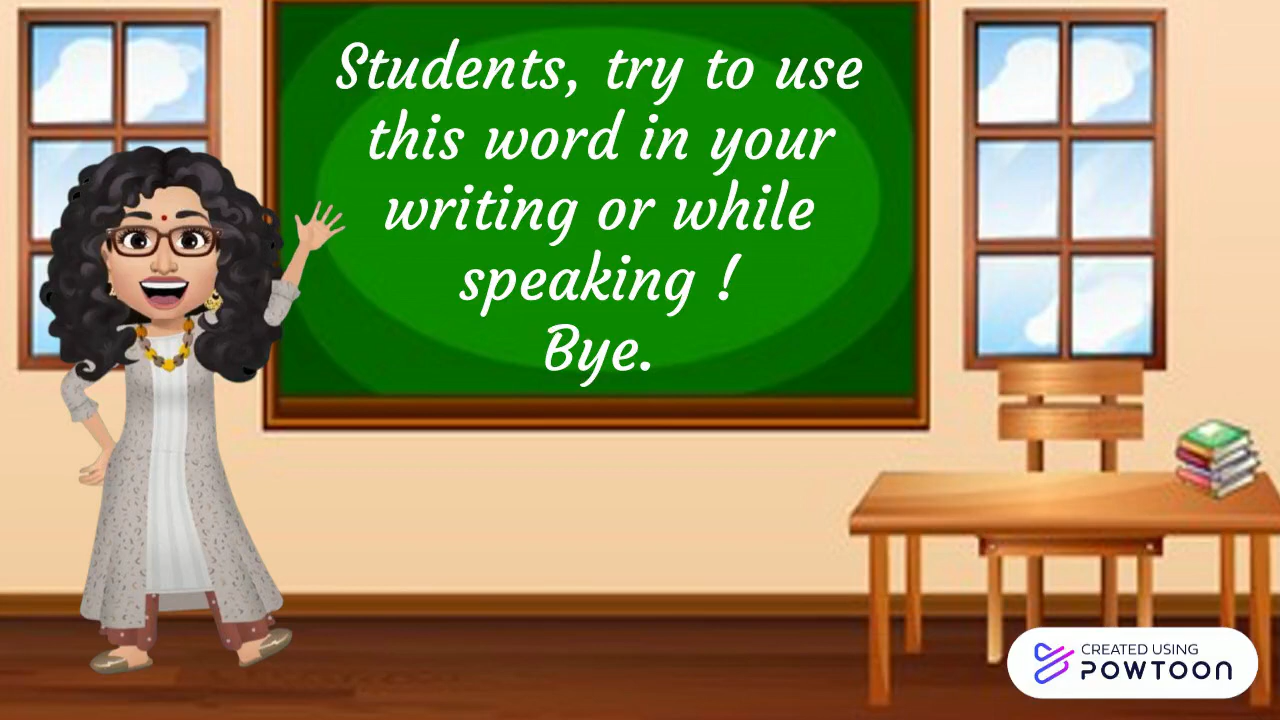 Students, try to use
this word in your
writing or while
speaking !
Bye.
CREATED USING
POWTOON